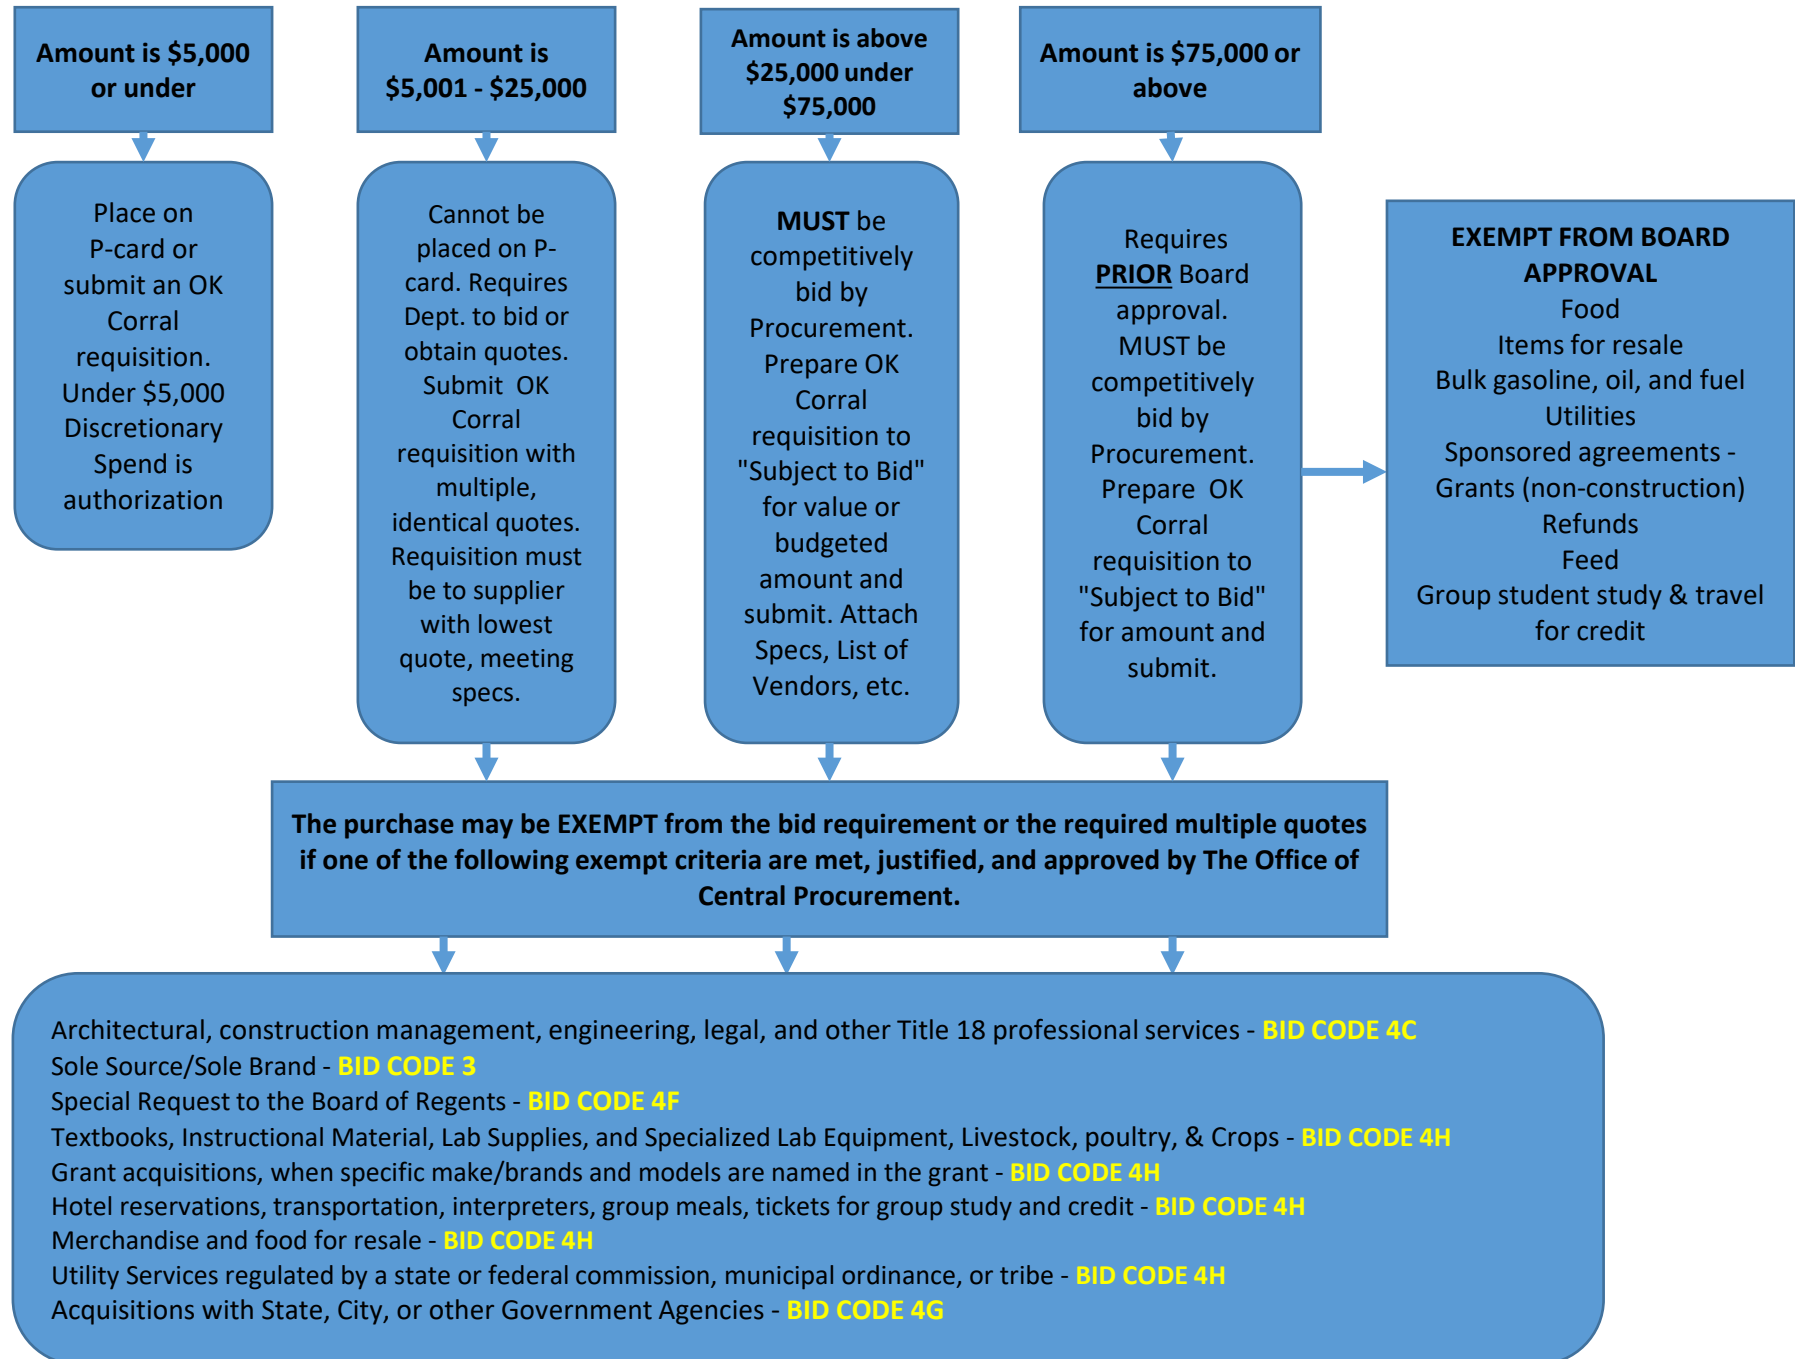 Amount is $5,000
or under
Amount is
$5,001 - $25,000
Amount is above
$25,000 under
$75,000
Amount is $75,000 or
above
Place on
P-card or
submit an OK
Corral
requisition.
Under $5,000
Discretionary
Spend is
authorization
Cannot be
placed on P-
card. Requires
Dept. to bid or
obtain quotes.
Submit OK
Corral
requisition with
multiple,
identical quotes.
Requisition must
be to supplier
with lowest
quote, meeting
specs.
MUST be
competitively
bid by
Procurement.
Prepare OK
Corral
requisition to
"Subject to Bid"
for value or
budgeted
amount and
submit. Attach
Specs, List of
Vendors, etc.
Requires
PRIOR Board
approval.
MUST be
competitively
bid by
Procurement.
Prepare OK
Corral
requisition to
"Subject to Bid"
for amount and
submit.
EXEMPT FROM BOARD
APPROVAL
Food
Items for resale
Bulk gasoline, oil, and fuel
Utilities
Sponsored agreements -
Grants (non-construction)
Refunds
Feed
Group student study & travel
for credit
The purchase may be EXEMPT from the bid requirement or the required multiple quotes
if one of the following exempt criteria are met, justified, and approved by The Office of
Central Procurement.
Architectural, construction management, engineering, legal, and other Title 18 professional services - BID CODE 4C
Sole Source/Sole Brand - BID CODE 3
Special Request to the Board of Regents - BID CODE 4F
Textbooks, Instructional Material, Lab Supplies, and Specialized Lab Equipment, Livestock, poultry, & Crops - BID CODE 4H
Grant acquisitions, when specific make/brands and models are named in the grant - BID CODE 4H
Hotel reservations, transportation, interpreters, group meals, tickets for group study and credit - BID CODE 4H
Merchandise and food for resale - BID CODE 4H
Utility Services regulated by a state or federal commission, municipal ordinance, or tribe - BID CODE 4H
Acquisitions with State, City, or other Government Agencies - BID CODE 4G